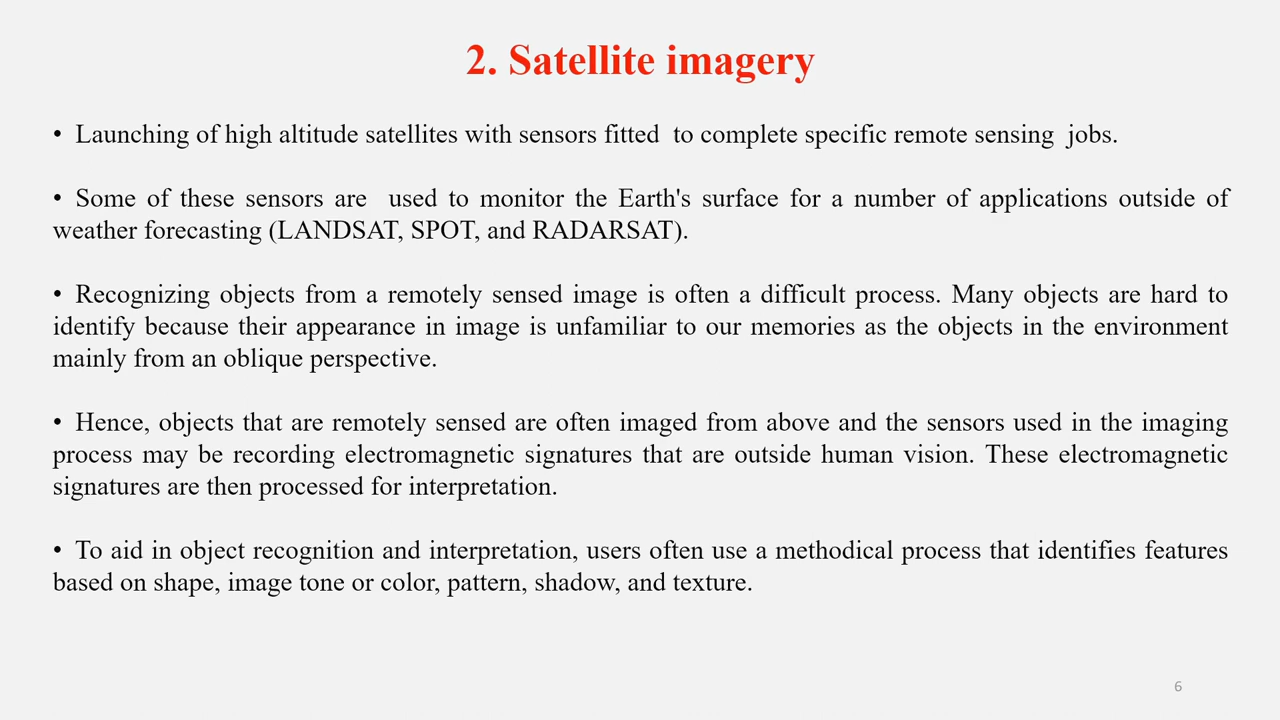 2. Satellite imagery
• Launching of high altitude satellites with sensors fitted  to complete specific remote sensing  jobs.
• Some of these sensors are  used to monitor the Earth's surface for a number of applications outside of
weather forecasting (LANDSAT, SPOT, and RADARSAT).
• Recognizing objects from a remotely sensed image is often a difficult process. Many objects are hard to
identify because their appearance in image is unfamiliar to our memories as the objects in the environment
mainly from an oblique perspective.
• Hence, objects that are remotely sensed are often imaged from above and the sensors used in the imaging
process may be recording electromagnetic signatures that are outside human vision. These electromagnetic
signatures are then processed for interpretation.
• To aid in object recognition and interpretation, users often use a methodical process that identifies features
based on shape, image tone or color, pattern, shadow, and texture.
6